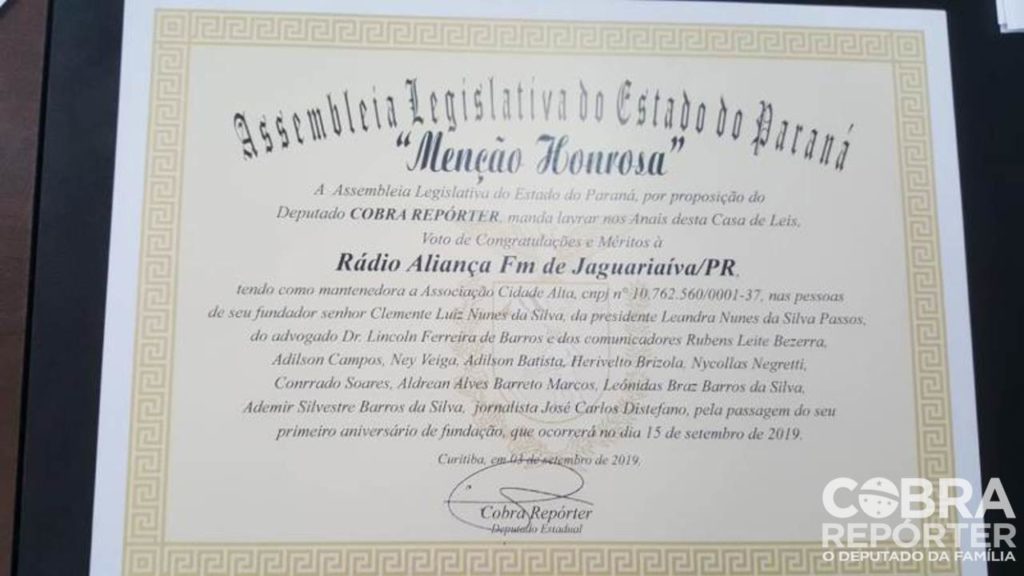 Assembleia Legislativa do Estado do Paraná
"Menção Honrosa"
A Assembleia Legislativa do Estado do Paraná, por proposição do
Deputado COBRA REPÓRTER, manda lavrar nos Anais desta Casa de Leis,
Voto de Congratulações e Méritos à
Rádio Aliança Fm de Jaguariaíva/PR,
tendo como mantenedora a Associação Cidade Alta, cnpj n° 10.762.560/0001-37, nas pessoas
de seu fundador senhor Clemente Luiz Nunes da Silva, da presidente Leandra Nunes da Silva Passos,
do advogado Dr. Lincoln Ferreira de Barros e dos comunicadores Rubens Leite Bezerra,
Adilson Campos, Ney Veiga, Adilson Batista, Herivelto Brizola, Nycollas Negretti,
Conrrado Soares, Aldrean Alves Barreto Marcos, Leônidas Braz Barros da Silva,
Ademir Silvestre Barros da Silva, jornalista José Carlos Distefano, pela passagem do seu
primeiro aniversário de fundação, que ocorrerá no dia 15 de setembro de 2019.
Curitiba, em 03 de setembro de 2019.
Cobra Repórter
Deputado Estadual
COBRA
REPÓRTER
O DEPUTADO DA FAMÍLIA